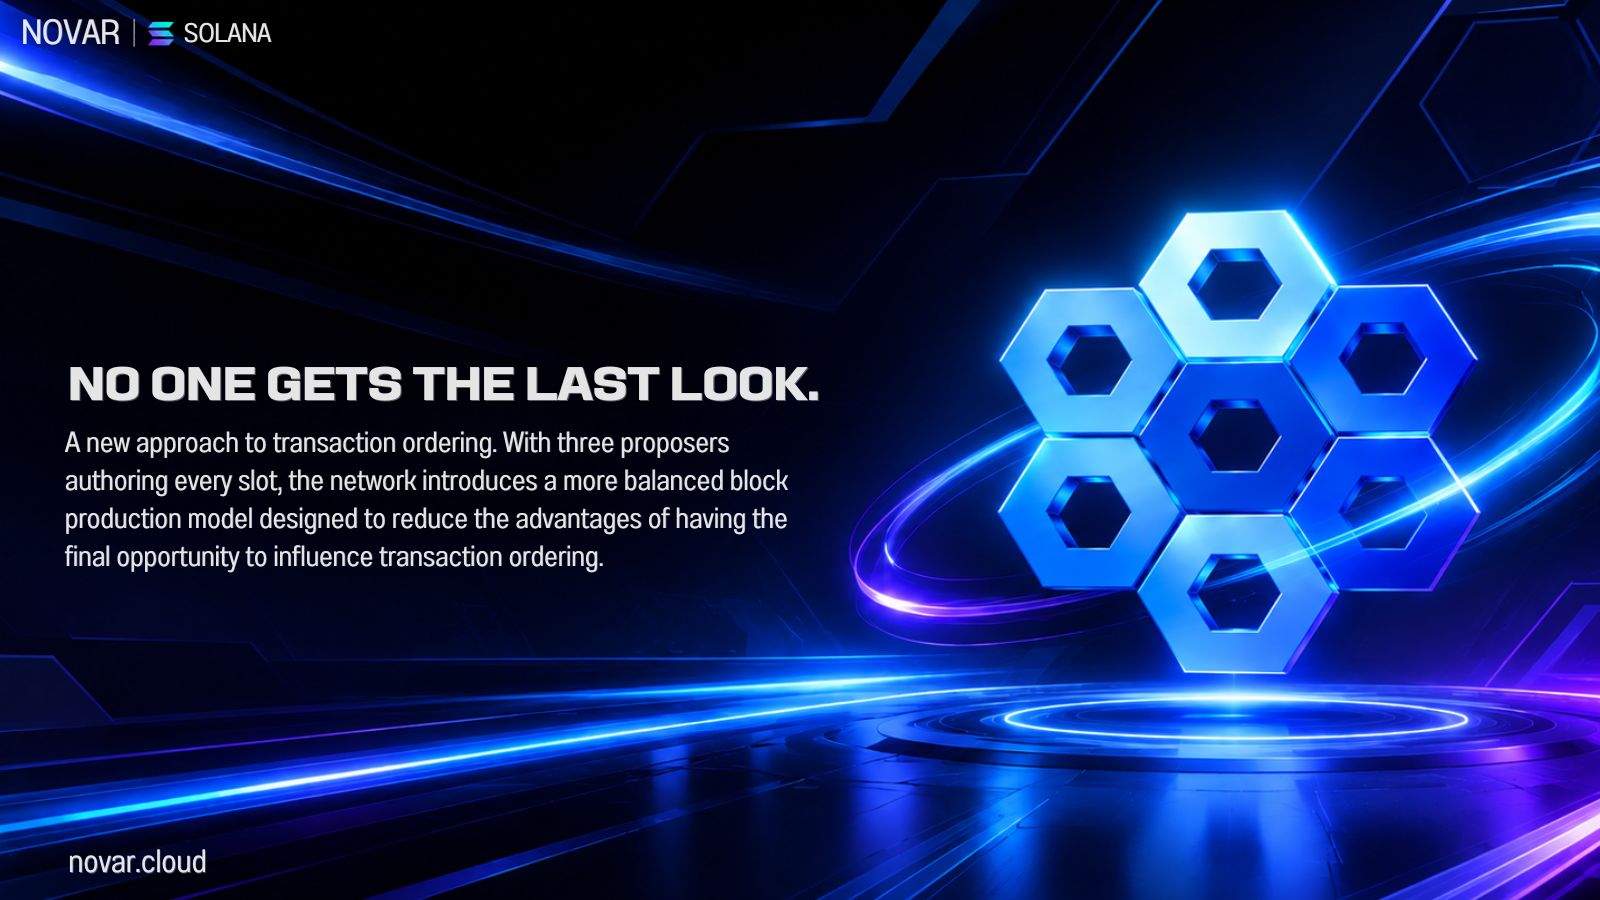 NOVAR | SOLANA
NO ONE GETS THE LAST LOOK.
A new approach to transaction ordering. With three proposers
authoring every slot, the network introduces a more balanced block
production model designed to reduce the advantages of having the
final opportunity to influence transaction ordering.
novar.cloud